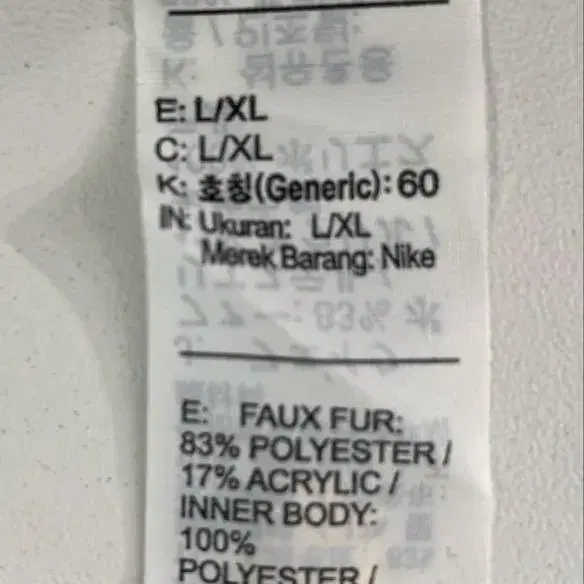 E: L/XL
C: L/XL
K: 호칭(Generic): 60
IN: Ukuran: L/XL
Merek Barang: Nike
E: FAUX FUR:
83% POLYESTER /
17% ACRYLIC /
INNER BODY:
100%
POLYESTER /